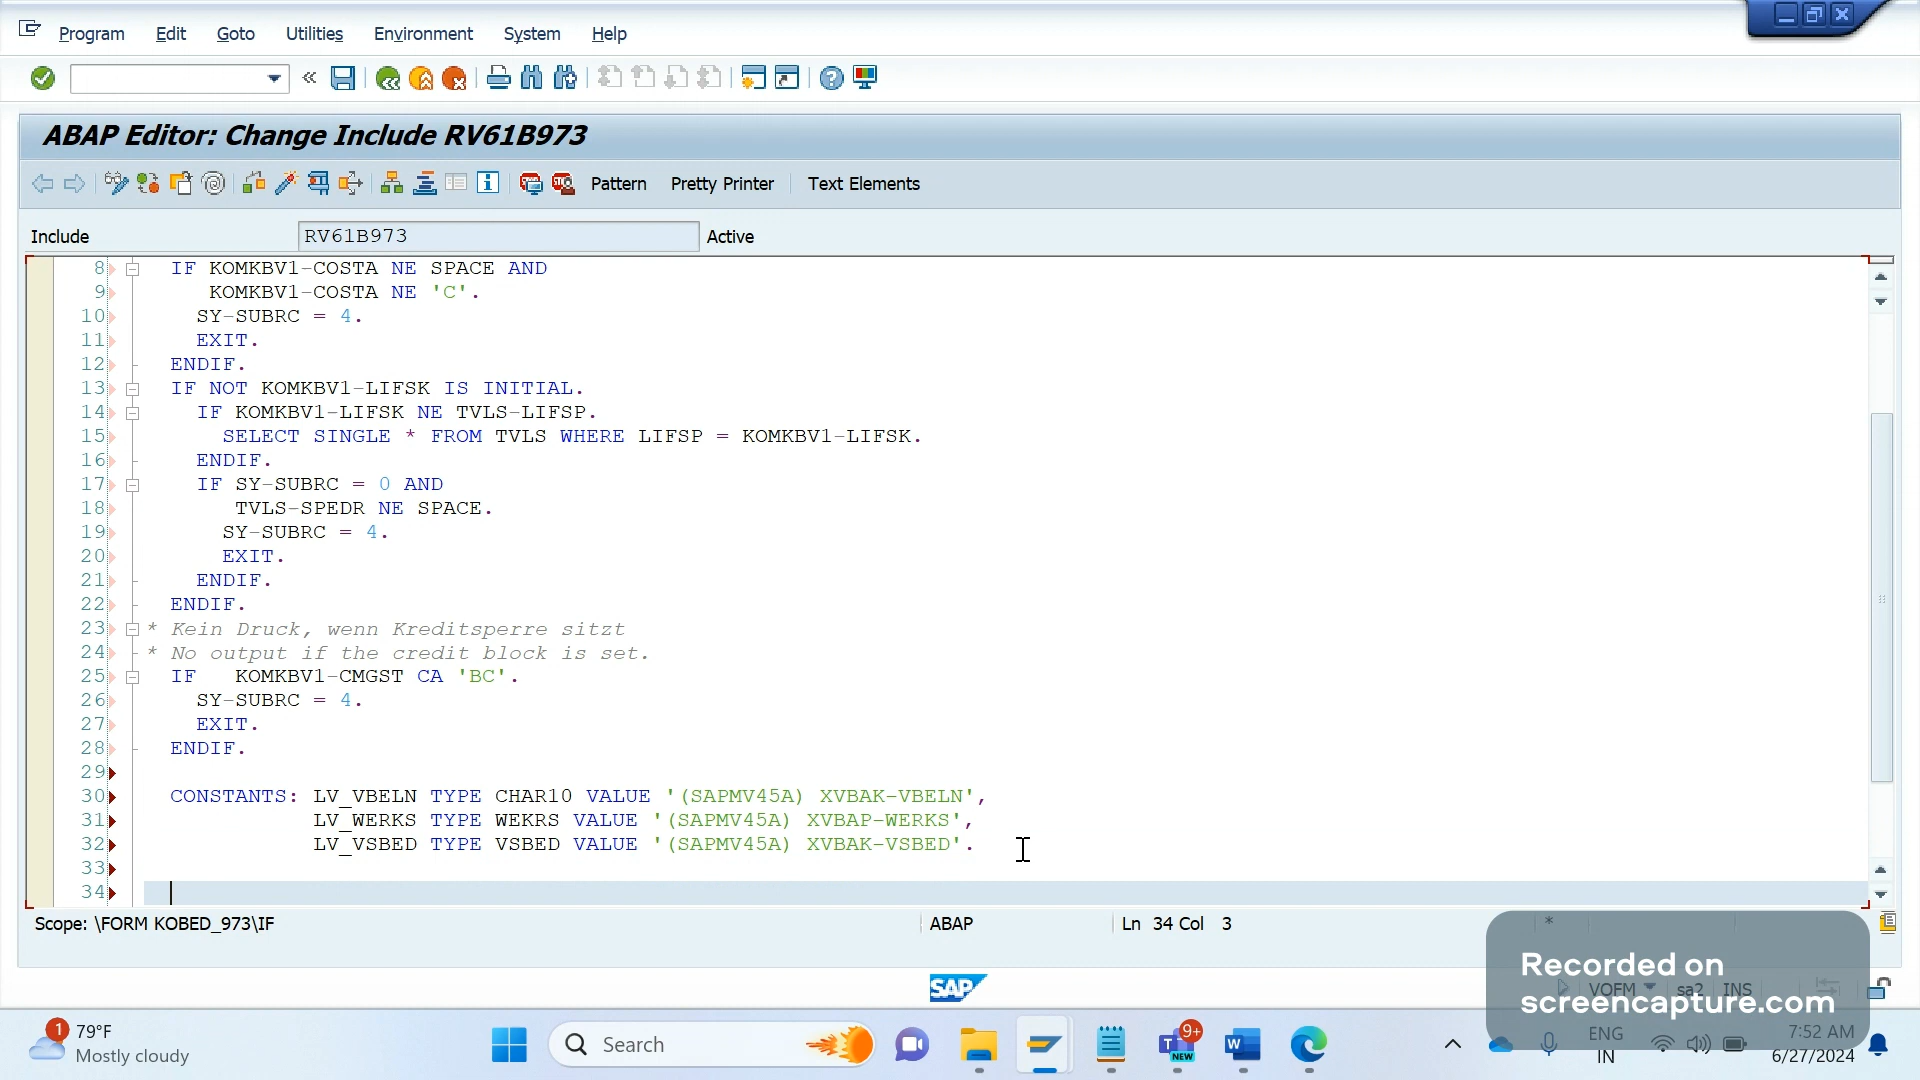 Program Edit Goto Utilities Environment System Help
ABAP Editor: Change Include RV61B973
Pattern Pretty Printer Text Elements
Include RV61B973 Active
8 IF KOMKBV1-COSTA NE SPACE AND
9 KOMKBV1-COSTA NE 'C'.
10 SY-SUBRC = 4.
11 EXIT.
12 ENDIF.
13 IF NOT KOMKBV1-LIFSK IS INITIAL.
14 IF KOMKBV1-LIFSK NE TVLS-LIFSP.
15 SELECT SINGLE * FROM TVLS WHERE LIFSP = KOMKBV1-LIFSK.
16 ENDIF.
17 IF SY-SUBRC = 0 AND
18 TVLS-SPEDR NE SPACE.
19 SY-SUBRC = 4.
20 EXIT.
21 ENDIF.
22 ENDIF.
23 * Kein Druck, wenn Kreditsperre sitzt
24 * No output if the credit block is set.
25 IF KOMKBV1-CMGST CA 'BC'.
26 SY-SUBRC = 4.
27 EXIT.
28 ENDIF.
29
30 CONSTANTS: LV_VBELN TYPE CHAR10 VALUE '(SAPMV45A) XVBAK-VBELN',
31 LV_WERKS TYPE WEKRS VALUE '(SAPMV45A) XVBAP-WERKS',
32 LV_VSBED TYPE VSBED VALUE '(SAPMV45A) XVBAK-VSBED'.
33
34
Scope: \FORM KOBED_973\IF ABAP Ln 34 Col 3 *
SAP
VOFM sa2 INS
Recorded on
screencapture.com
1 79°F
Mostly cloudy
Search
9+
T NEW
W
ENG
IN
7:52 AM
6/27/2024